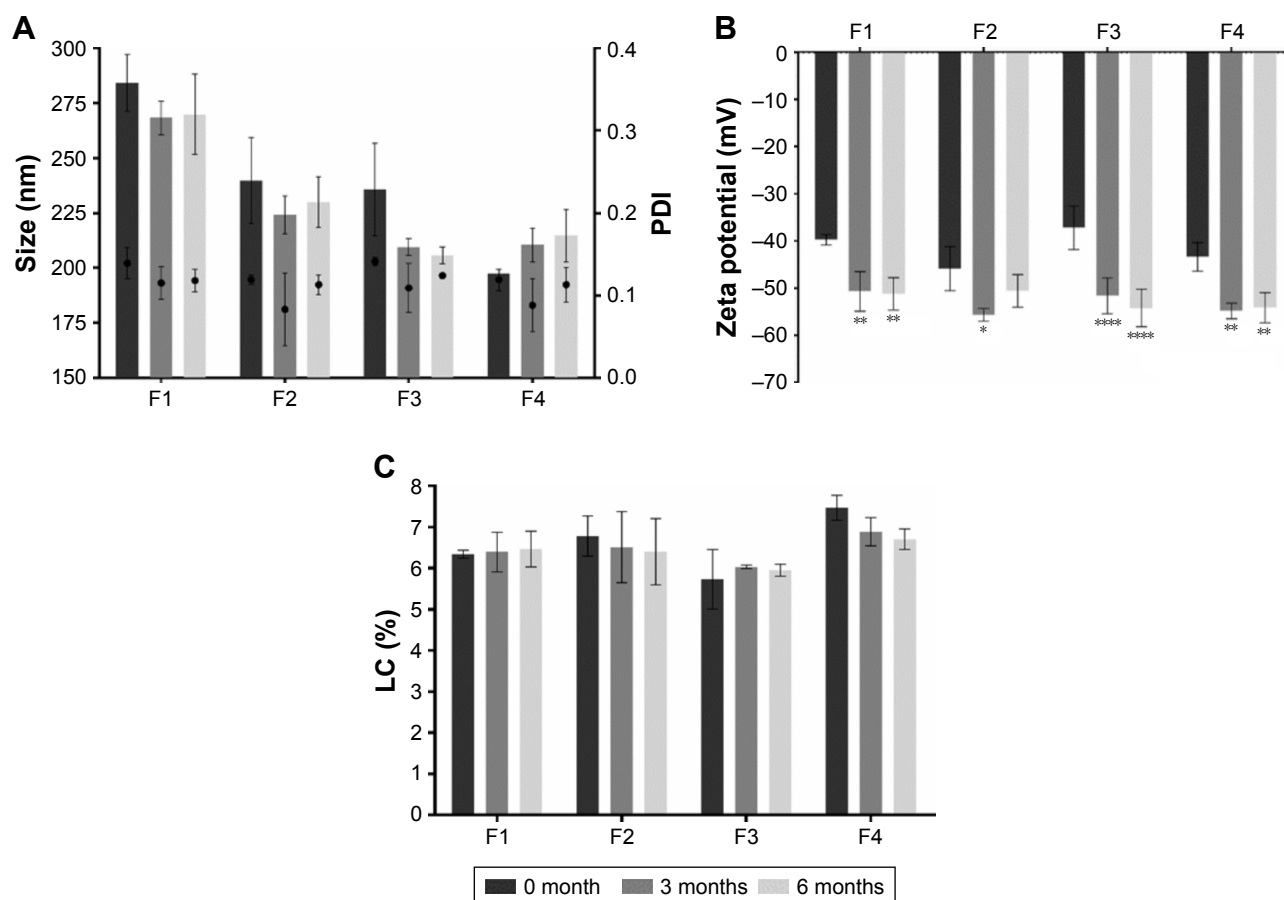 A
300
275
250
225
200
175
150
Size (nm)
0.4
0.3
0.2
0.1
0.0
PDI
F1 F2 F3 F4
B
F1 F2 F3 F4
0
–10
–20
–30
–40
–50
–60
–70
Zeta potential (mV)
** ** * **** **** ** **
C
8
7
6
5
4
3
2
1
0
LC (%)
F1 F2 F3 F4
0 month 3 months 6 months